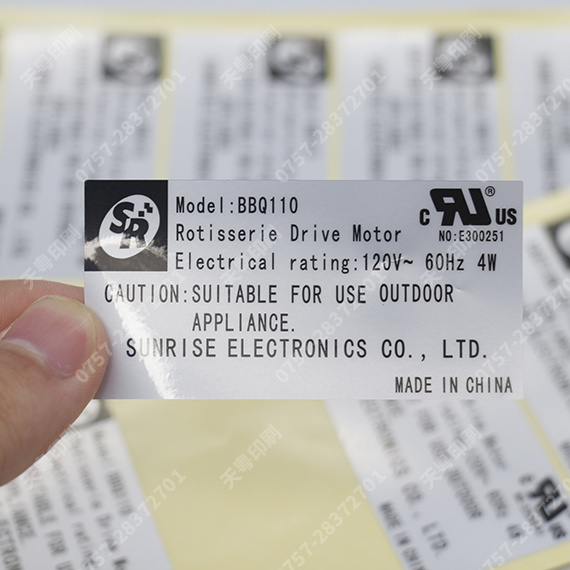 SR
Model:BBQ110
Rotisserie Drive Motor
Electrical rating:120V~ 60Hz 4W
c RU US
®
NO:E300251
CAUTION:SUITABLE FOR USE OUTDOOR
APPLIANCE.
SUNRISE ELECTRONICS CO., LTD.
MADE IN CHINA
天粤印刷
0757-28372701